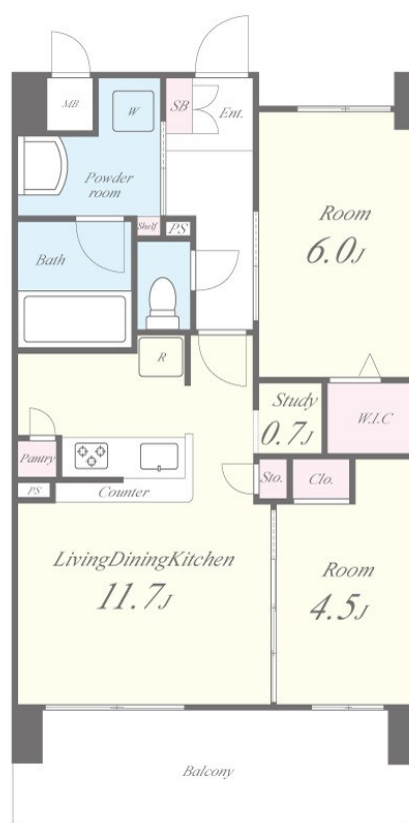 MB
W
SB
Ent.
Powder
room
Shelf
PS
Room
6.0J
Bath
R
Study
0.7J
W.I.C
Pantry
Sto.
Clo.
PS
Counter
LivingDiningKitchen
11.7J
Room
4.5J
Balcony